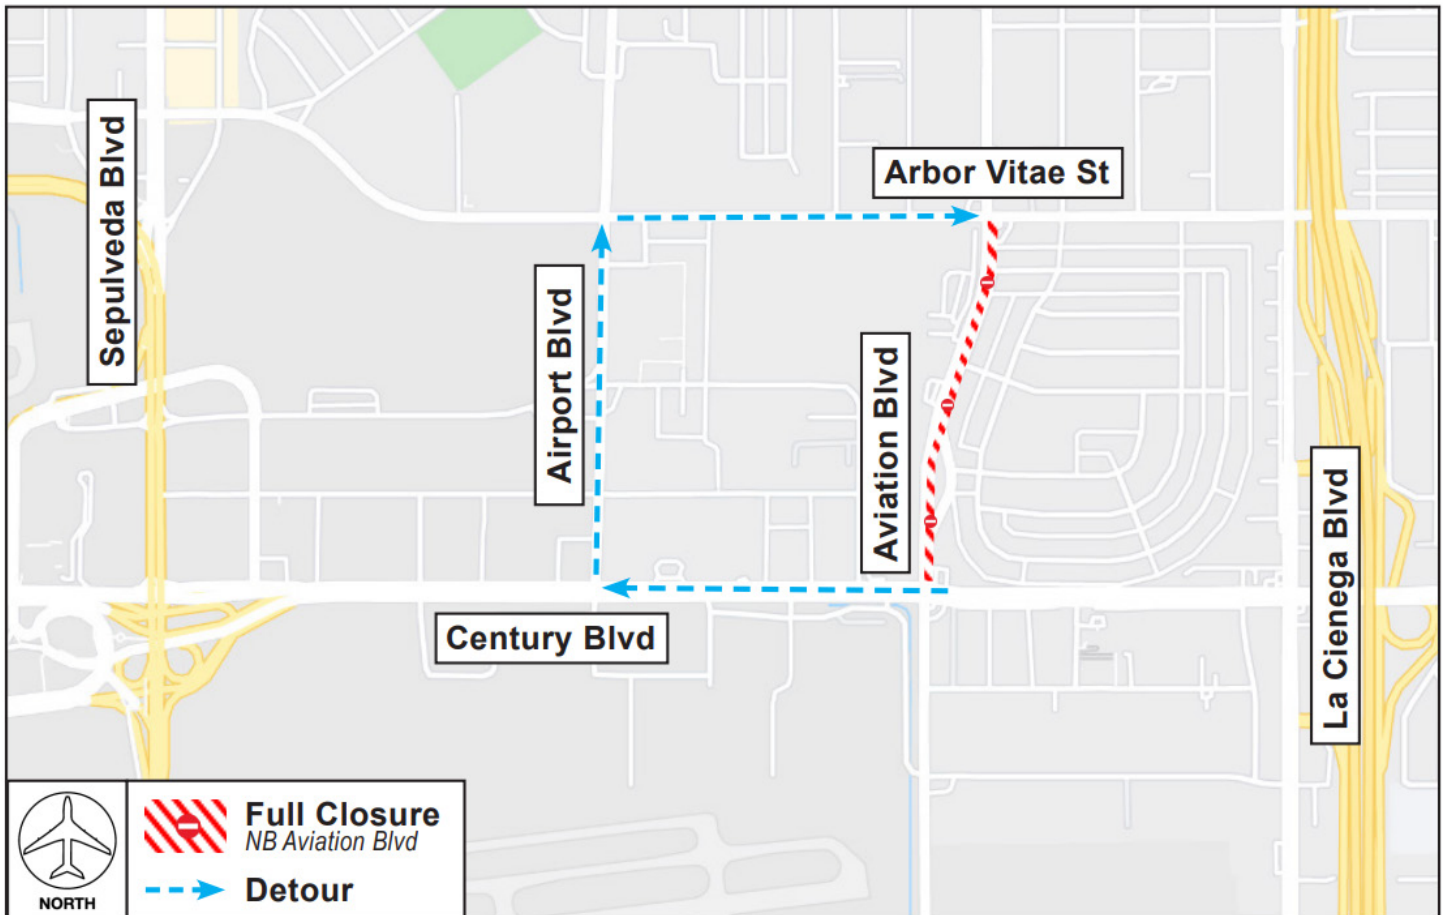 Arbor Vitae St
Sepulveda Blvd
Airport Blvd
Aviation Blvd
La Cienega Blvd
Century Blvd
NORTH
Full Closure
NB Aviation Blvd
Detour